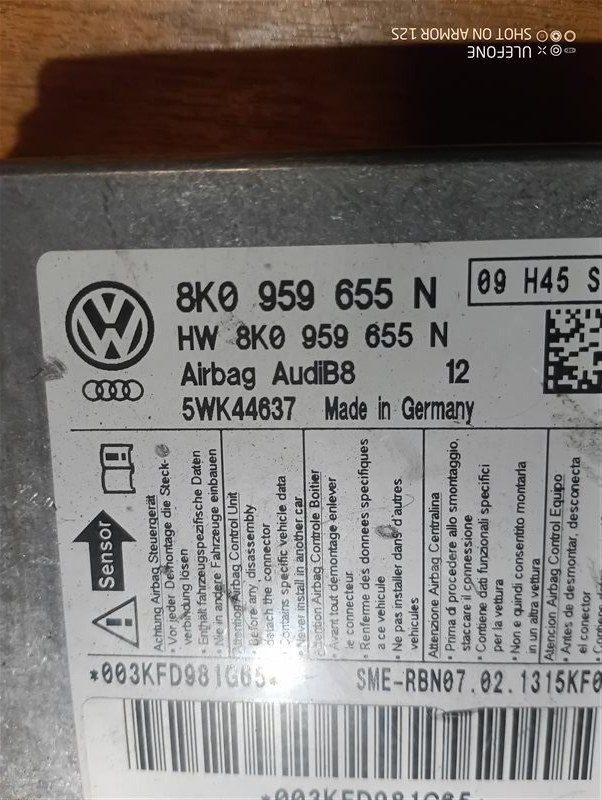 SHOT ON ARMOR 12S
ULEFONE
8K0 959 655 N
09 H45 S
HW 8K0 959 655 N
Airbag AudiB8 12
5WK44637 Made in Germany
Sensor
Achtung Airbag Steuergerät
• Vor jeder Demontage die Steck-
verbindung lösen
• Enthält fahrzeugspezifische Daten
• Nie in andere Fahrzeuge einbauen
Attention Airbag Control Unit
before any disassembly
detach the connector
• Contains specific vehicle data
• Never install in another car
Attention Airbag Controle Boitier
• Avant tout demontage enlever
le connecteur.
• Renferme des donnees specifiques
a ce vehicule
• Ne pas installer dans d'autres
vehicules
Attenzione Airbag Centralina
• Prima di procedere allo smontaggio,
staccare il connessione
• Contiene dati funzionali specifici
per la vettura
• Non e quindi consentito montarla
in un altra vettura
Atencion Airbag Control Equipo
• Antes de desmontar, desconecta
el conector
• Contiene
*003KFD981G65*
SME-RBN07.02.1315KF0
*003KFD981G65